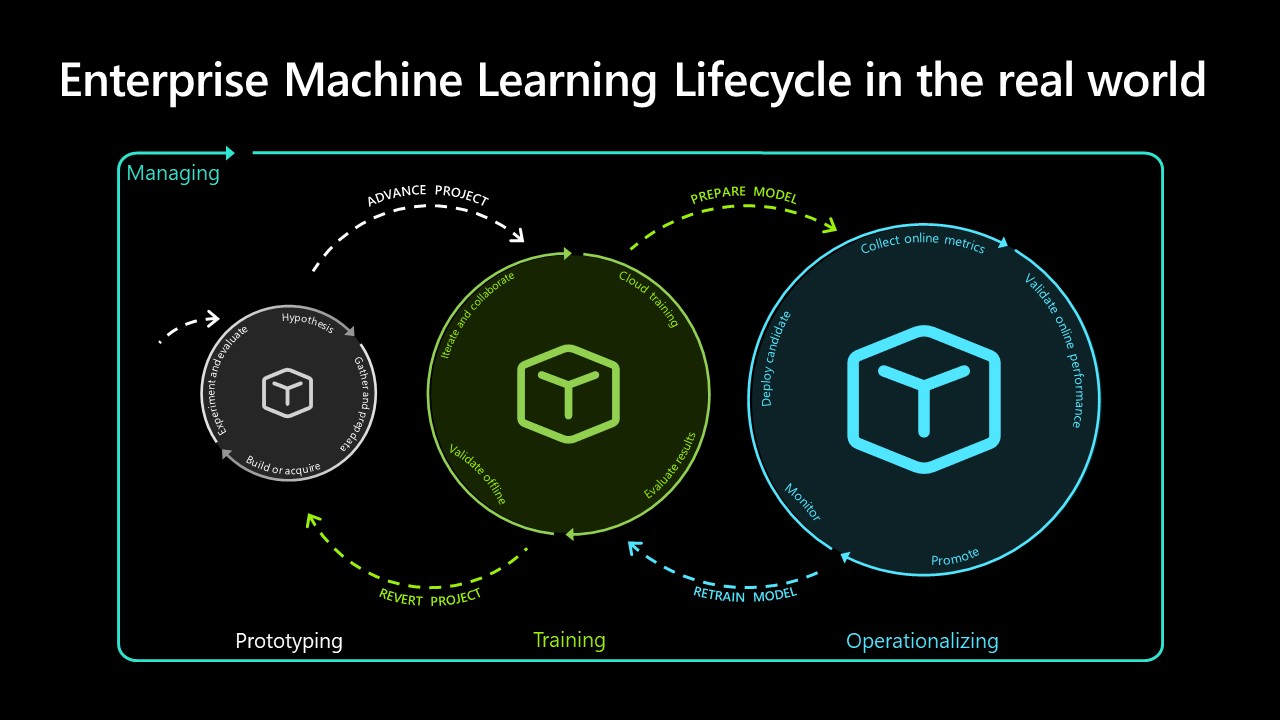 Enterprise Machine Learning Lifecycle in the real world
Managing
ADVANCE PROJECT
PREPARE MODEL
Hypothesis
Gather and prep data
Build or acquire
Experiment and evaluate
Iterate and collaborate
Cloud training
Evaluate results
Validate offline
Collect online metrics
Validate online performance
Promote
Monitor
Deploy candidate
REVERT PROJECT
RETRAIN MODEL
Prototyping
Training
Operationalizing